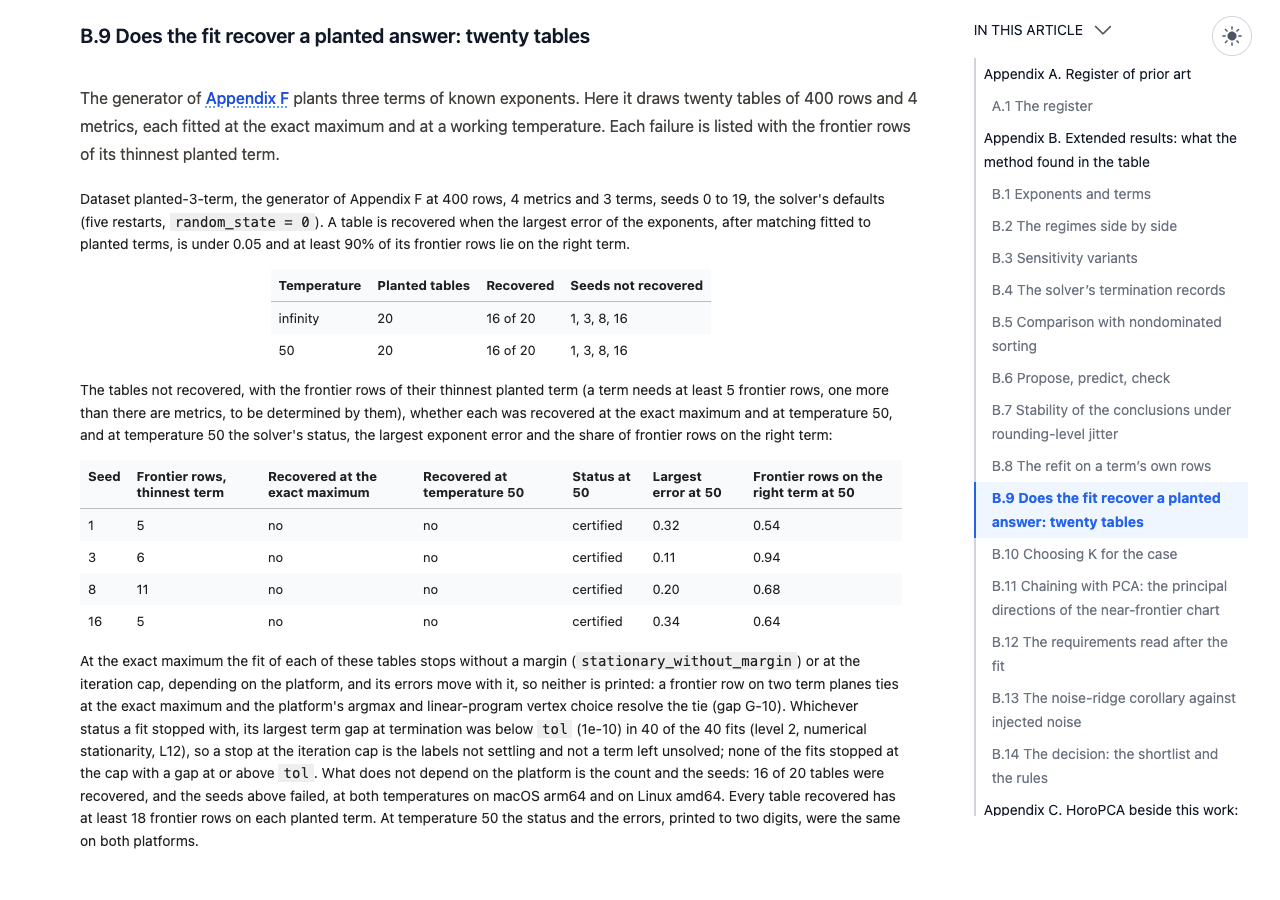 B.9 Does the fit recover a planted answer: twenty tables
The generator of Appendix F plants three terms of known exponents. Here it draws twenty tables of 400 rows and 4
metrics, each fitted at the exact maximum and at a working temperature. Each failure is listed with the frontier rows
of its thinnest planted term.
Dataset planted-3-term, the generator of Appendix F at 400 rows, 4 metrics and 3 terms, seeds 0 to 19, the solver's defaults
(five restarts, random_state = 0 ). A table is recovered when the largest error of the exponents, after matching fitted to
planted terms, is under 0.05 and at least 90% of its frontier rows lie on the right term.
Temperature Planted tables Recovered Seeds not recovered
infinity 20 16 of 20 1, 3, 8, 16
50 20 16 of 20 1, 3, 8, 16
The tables not recovered, with the frontier rows of their thinnest planted term (a term needs at least 5 frontier rows, one more
than there are metrics, to be determined by them), whether each was recovered at the exact maximum and at temperature 50,
and at temperature 50 the solver's status, the largest exponent error and the share of frontier rows on the right term:
Seed Frontier rows, Recovered at the Recovered at Status at Largest Frontier rows on the
thinnest term exact maximum temperature 50 50 error at 50 right term at 50
1 5 no no certified 0.32 0.54
3 6 no no certified 0.11 0.94
8 11 no no certified 0.20 0.68
16 5 no no certified 0.34 0.64
At the exact maximum the fit of each of these tables stops without a margin ( stationary_without_margin ) or at the
iteration cap, depending on the platform, and its errors move with it, so neither is printed: a frontier row on two term planes ties
at the exact maximum and the platform's argmax and linear-program vertex choice resolve the tie (gap G-10). Whichever
status a fit stopped with, its largest term gap at termination was below tol (1e-10) in 40 of the 40 fits (level 2, numerical
stationarity, L12), so a stop at the iteration cap is the labels not settling and not a term left unsolved; none of the fits stopped at
the cap with a gap at or above tol . What does not depend on the platform is the count and the seeds: 16 of 20 tables were
recovered, and the seeds above failed, at both temperatures on macOS arm64 and on Linux amd64. Every table recovered has
at least 18 frontier rows on each planted term. At temperature 50 the status and the errors, printed to two digits, were the same
on both platforms.
IN THIS ARTICLE
Appendix A. Register of prior art
A.1 The register
Appendix B. Extended results: what the
method found in the table
B.1 Exponents and terms
B.2 The regimes side by side
B.3 Sensitivity variants
B.4 The solver’s termination records
B.5 Comparison with nondominated
sorting
B.6 Propose, predict, check
B.7 Stability of the conclusions under
rounding-level jitter
B.8 The refit on a term’s own rows
B.9 Does the fit recover a planted
answer: twenty tables
B.10 Choosing K for the case
B.11 Chaining with PCA: the principal
directions of the near-frontier chart
B.12 The requirements read after the
fit
B.13 The noise-ridge corollary against
injected noise
B.14 The decision: the shortlist and
the rules
Appendix C. HoroPCA beside this work: